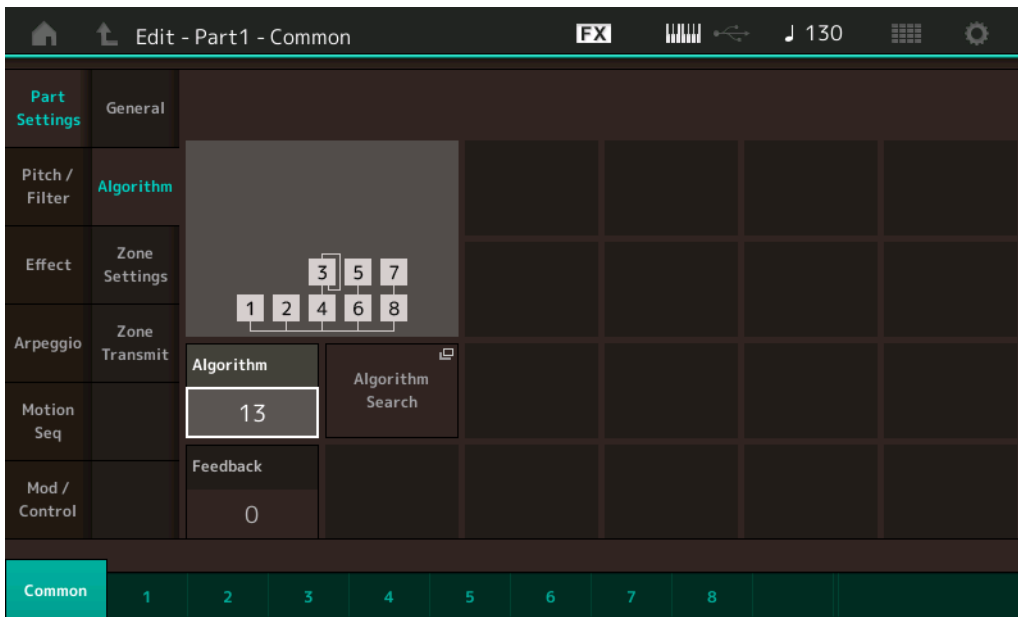 Edit - Part1 - Common
FX
130
Part
Settings
General
Pitch /
Filter
Algorithm
Effect
Zone
Settings
3 5 7
1 2 4 6 8
Arpeggio
Zone
Transmit
Algorithm
13
Algorithm
Search
Motion
Seq
Feedback
0
Mod /
Control
Common 1 2 3 4 5 6 7 8